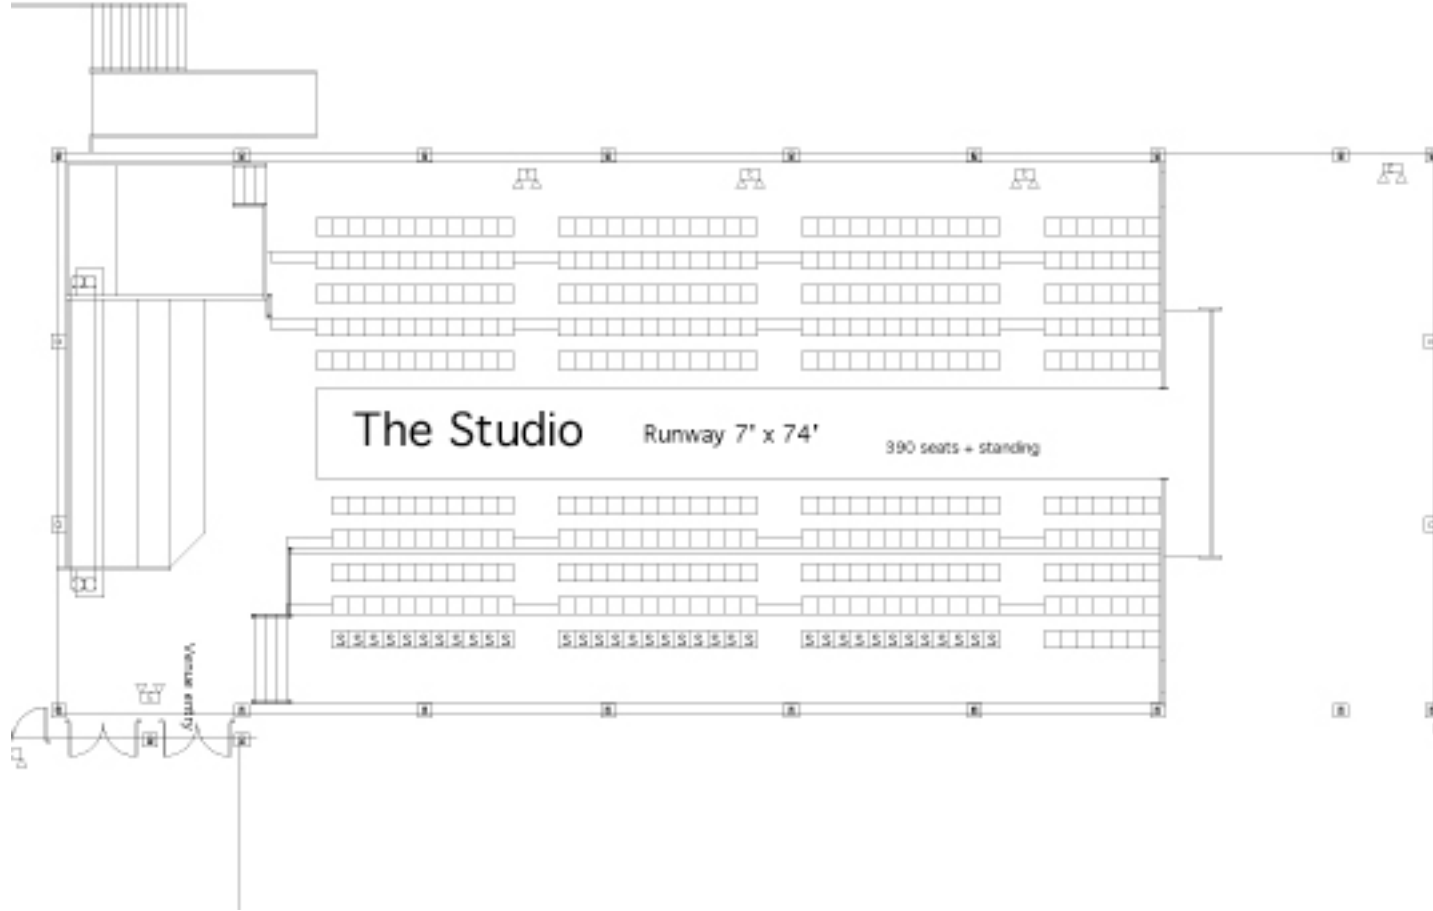 The Studio
Runway 7' x 74'
390 seats + standing
Venue entry